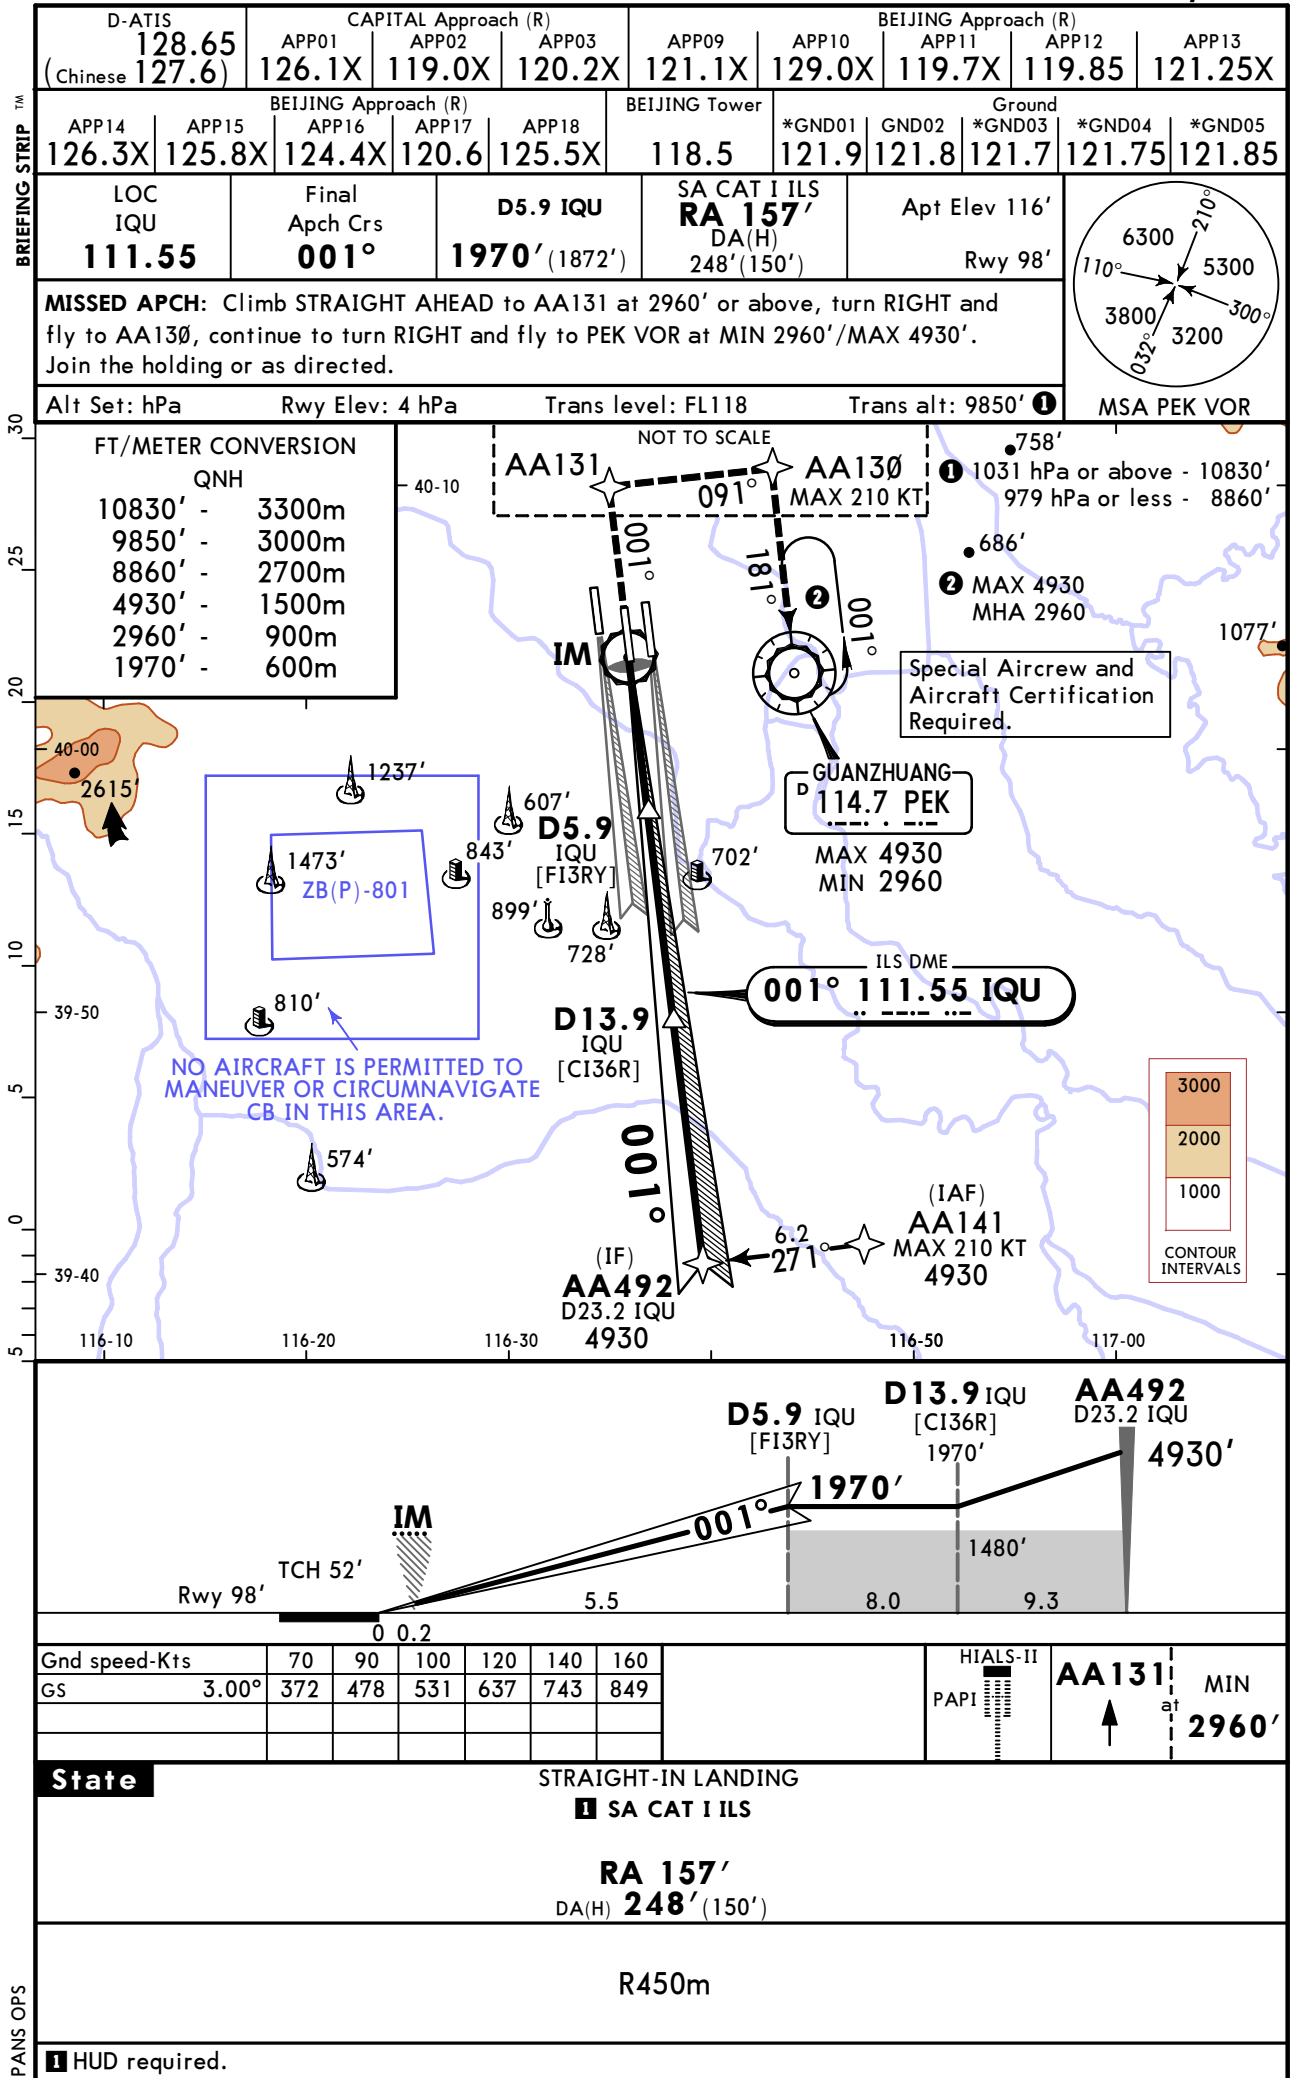 BRIEFING STRIP TM
D-ATIS
128.65
(Chinese 127.6)
CAPITAL Approach (R)
APP01 APP02 APP03
126.1X 119.0X 120.2X
BEIJING Approach (R)
APP09 APP10 APP11 APP12 APP13
121.1X 129.0X 119.7X 119.85 121.25X
BEIJING Approach (R)
APP14 APP15 APP16 APP17 APP18
126.3X 125.8X 124.4X 120.6 125.5X
BEIJING Tower
118.5
Ground
*GND01 GND02 *GND03 *GND04 *GND05
121.9 121.8 121.7 121.75 121.85
LOC
IQU
111.55
Final
Apch Crs
001°
D5.9 IQU
1970' (1872')
SA CAT I ILS
RA 157'
DA(H)
248' (150')
Apt Elev 116'
Rwy 98'
MISSED APCH: Climb STRAIGHT AHEAD to AA131 at 2960' or above, turn RIGHT and
fly to AA13Ø, continue to turn RIGHT and fly to PEK VOR at MIN 2960'/MAX 4930'.
Join the holding or as directed.
Alt Set: hPa Rwy Elev: 4 hPa Trans level: FL118 Trans alt: 9850' 1
210°
6300
110°
5300
3800
300°
3200
032°
MSA PEK VOR
FT/METER CONVERSION
QNH
10830' - 3300m
9850' - 3000m
8860' - 2700m
4930' - 1500m
2960' - 900m
1970' - 600m
NOT TO SCALE
AA131
AA13Ø
MAX 210 KT
091°
001°
181°
2
001°
758'
1 1031 hPa or above - 10830'
979 hPa or less - 8860'
686'
2 MAX 4930
MHA 2960
1077'
Special Aircrew and
Aircraft Certification
Required.
IM
GUANZHUANG
D 114.7 PEK
MAX 4930
MIN 2960
40-10
40-00
39-50
39-40
30
25
20
15
10
5
0
5
2615'
1237'
607'
1473'
843'
ZB(P)-801
899'
728'
702'
810'
574'
D5.9
IQU
[FI3RY]
D13.9
IQU
[CI36R]
ILS DME
001° 111.55 IQU
NO AIRCRAFT IS PERMITTED TO
MANEUVER OR CIRCUMNAVIGATE
CB IN THIS AREA.
001°
(IF)
AA492
D23.2 IQU
4930
6.2
271°
(IAF)
AA141
MAX 210 KT
4930
3000
2000
1000
CONTOUR
INTERVALS
116-10 116-20 116-30 116-50 117-00
D5.9 IQU
[FI3RY]
D13.9 IQU
[CI36R]
1970'
AA492
D23.2 IQU
4930'
1970'
001°
IM
TCH 52'
Rwy 98'
1480'
5.5 8.0 9.3
0 0.2
Gnd speed-Kts 70 90 100 120 140 160
GS 3.00° 372 478 531 637 743 849
HIALS-II
PAPI
AA131
at
MIN
2960'
State
STRAIGHT-IN LANDING
1 SA CAT I ILS
RA 157'
DA(H) 248' (150')
R450m
PANS OPS
1 HUD required.